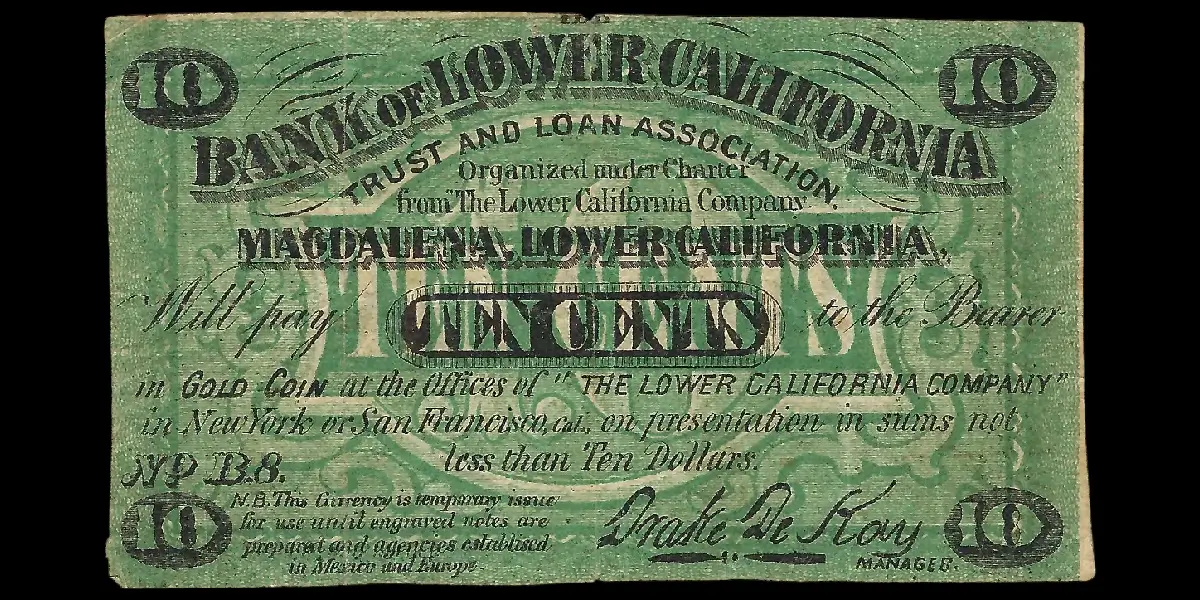 10 10
BANK OF LOWER CALIFORNIA
TRUST AND LOAN ASSOCIATION.
Organized under Charter
from The Lower California Company
MAGDALENA, LOWER CALIFORNIA.
Will pay TEN CENTS to the Bearer
in GOLD COIN at the Offices of "THE LOWER CALIFORNIA COMPANY"
in New York or San Francisco, Cal., on presentation in sums not
less than Ten Dollars.
No B.8.
N.B. This Currency is temporary issue
for use until engraved notes are
prepared and agencies establised
in Mexico and Europe
Drake De Kay
MANAGER.
10 10
10
TEN CENTS